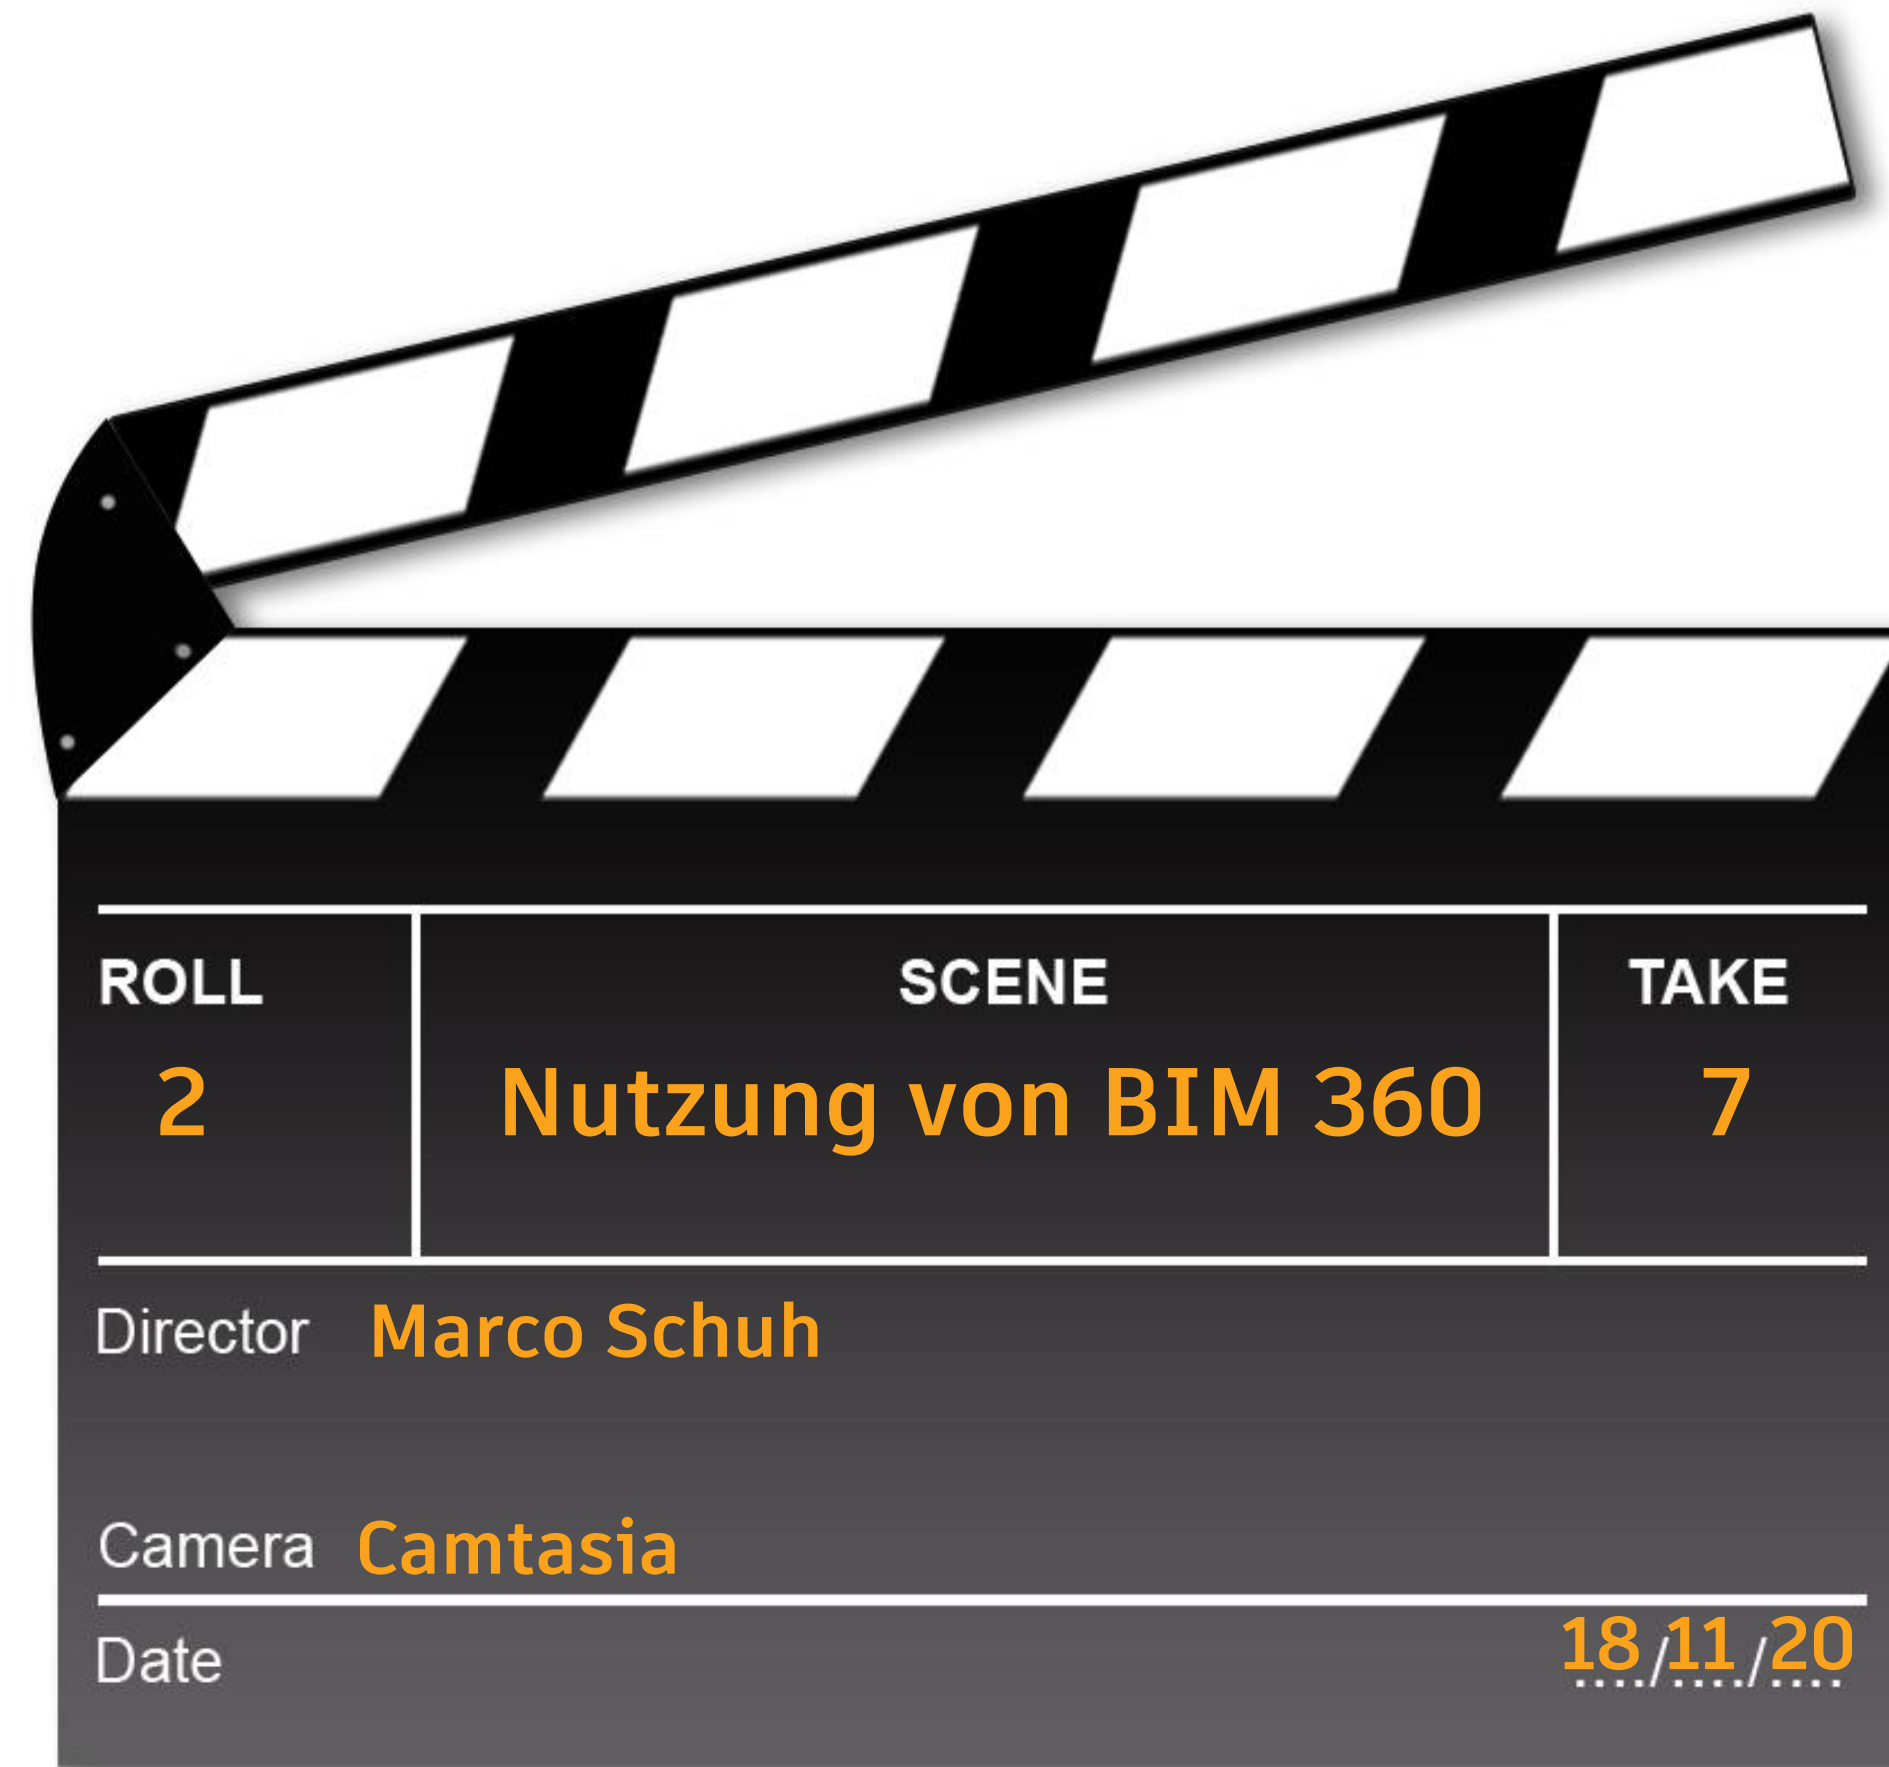 ROLL SCENE TAKE
2 Nutzung von BIM 360 7
Director Marco Schuh
Camera Camtasia
Date 18/11/20